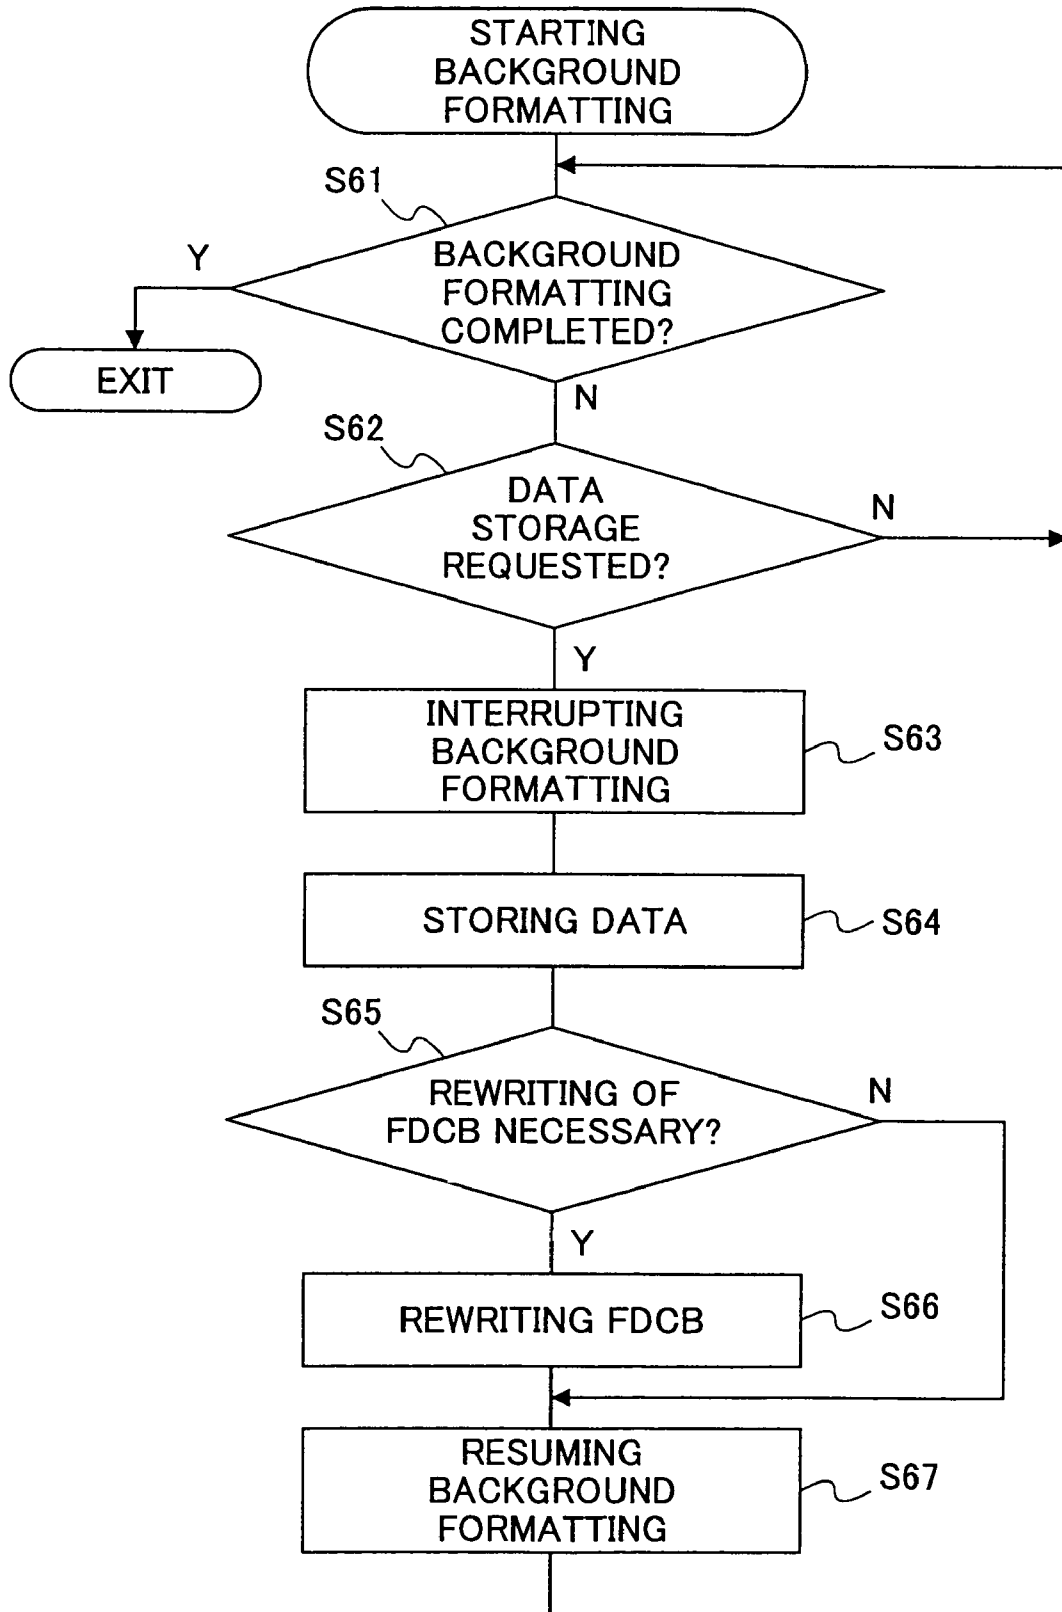 STARTING
BACKGROUND
FORMATTING
S61
Y
BACKGROUND
FORMATTING
COMPLETED?
EXIT
N
S62
DATA
STORAGE
REQUESTED?
N
Y
INTERRUPTING
BACKGROUND
FORMATTING
S63
STORING DATA
S64
S65
REWRITING OF
FDCB NECESSARY?
N
Y
REWRITING FDCB
S66
RESUMING
BACKGROUND
FORMATTING
S67